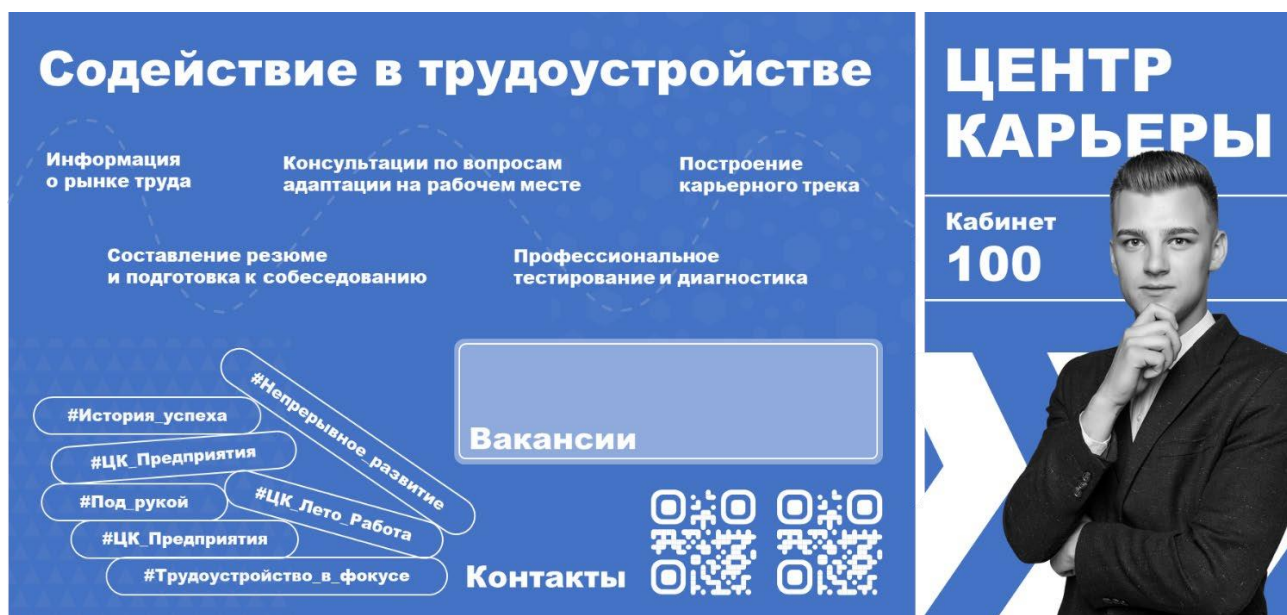 Содействие в трудоустройстве
Информация
о рынке труда
Консультации по вопросам
адаптации на рабочем месте
Построение
карьерного трека
Составление резюме
и подготовка к собеседованию
Профессиональное
тестирование и диагностика
#Непрерывное_развитие
#История_успеха
#ЦК_Предприятия
#Под_рукой
#ЦК_Лето_Работа
#ЦК_Предприятия
#Трудоустройство_в_фокусе
Вакансии
Контакты
ЦЕНТР
КАРЬЕРЫ
Кабинет
100